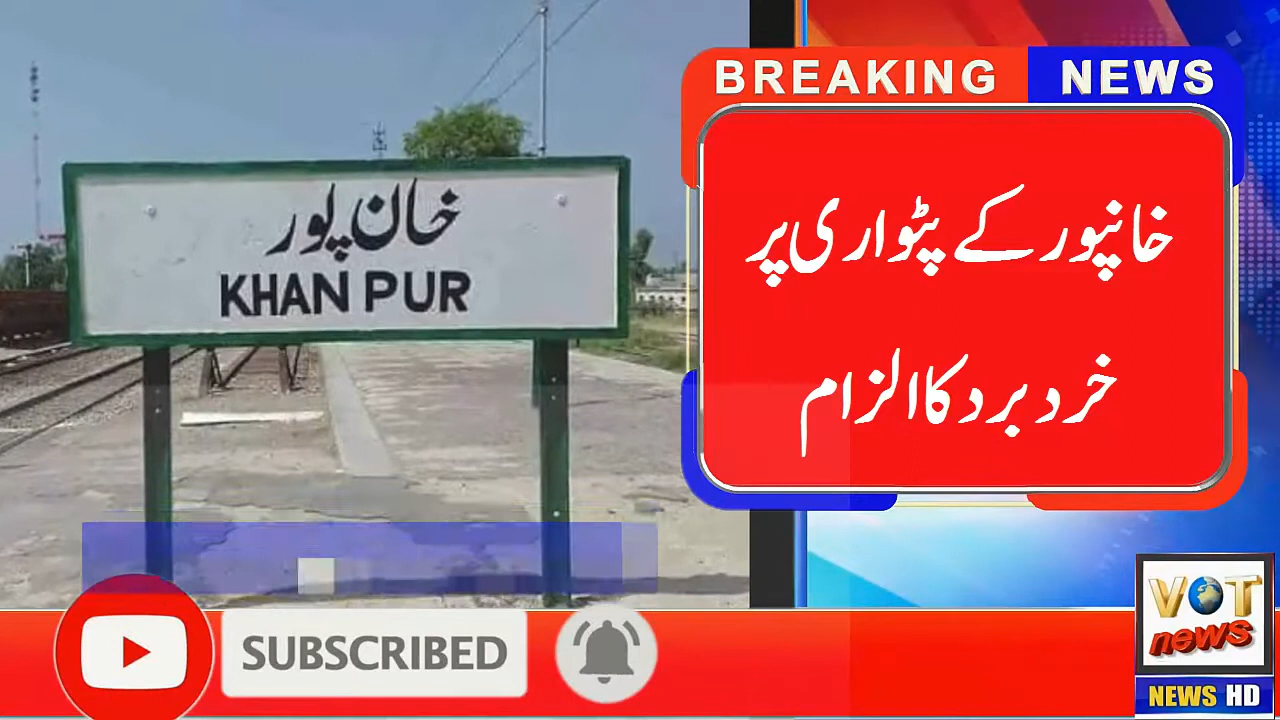 خان پور
KHAN PUR
BREAKING NEWS
خانپور کے پٹواری پر
خرد برد کا الزام
SUBSCRIBED
VOT
news
NEWS HD